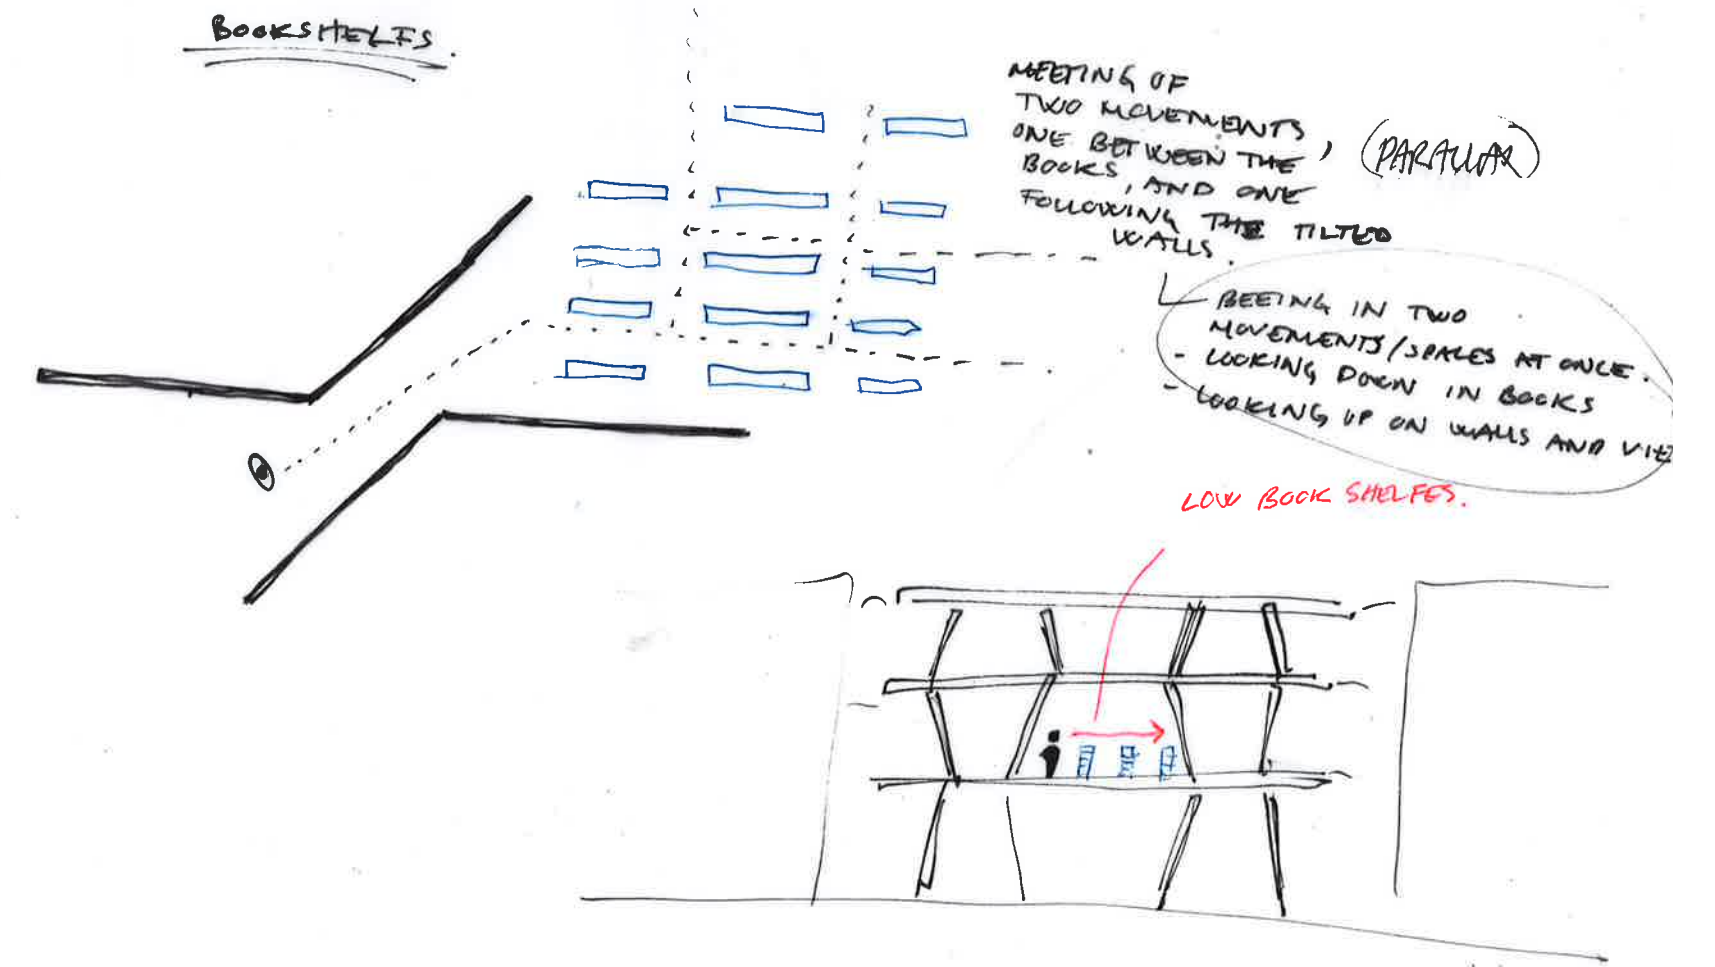 BOOKSHELFS.
MEETING OF
TWO MOVEMENTS,
ONE BETWEEN THE
BOOKS, AND ONE
FOLLOWING THE TILTED
WALLS.
(PARALLAX)
BEEING IN TWO
MOVEMENTS/SPACES AT ONCE.
- LOOKING DOWN IN BOOKS
- LOOKING UP ON WALLS AND VIE
LOW BOOK SHELFES.